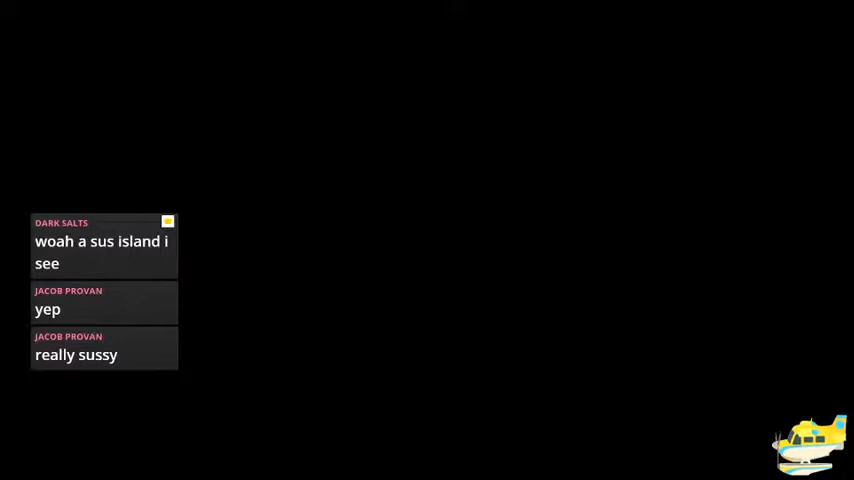 DARK SALTS
woah a sus island i
see
JACOB PROVAN
yep
JACOB PROVAN
really sussy